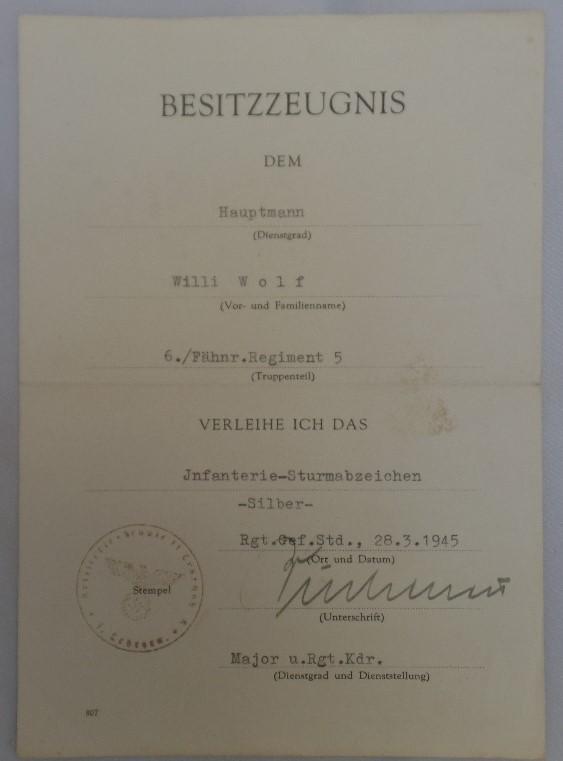 BESITZZEUGNIS
DEM
Hauptmann
(Dienstgrad)
Willi W o l f
(Vor- und Familienname)
6./Fähnr.Regiment 5
(Truppenteil)
VERLEIHE ICH DAS
Jnfanterie-Sturmabzeichen
-Silber-
Rgt.Gef.Std., 28.3.1945
(Ort und Datum)
Stempel
(Unterschrift)
Major u.Rgt.Kdr.
(Dienstgrad und Dienststellung)
807